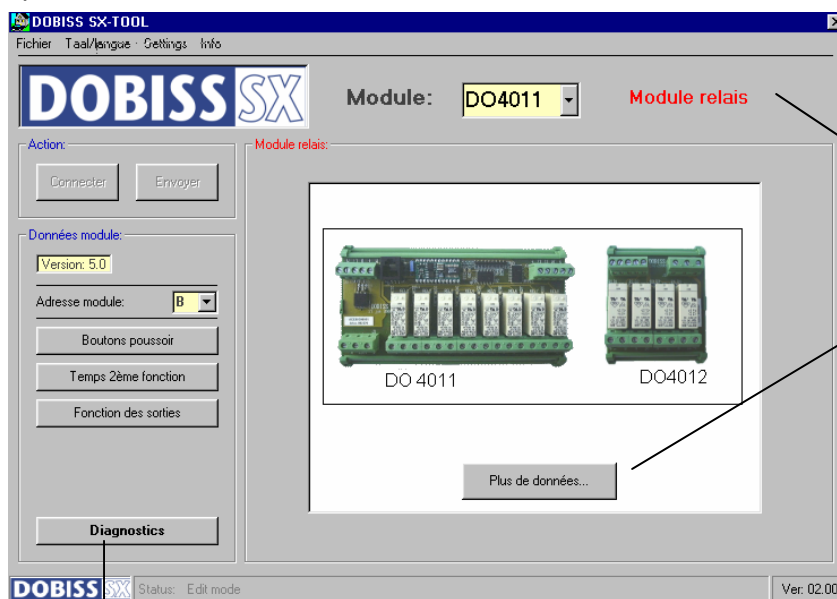 DOBISS SX-TOOL
Fichier Taal/langue Settings Info
DOBISS SX
Module: DO4011 Module relais
Action:
Connecter Envoyer
Données module:
Version: 5.0
Adresse module: B
Boutons poussoir
Temps 2ème fonction
Fonction des sorties
Diagnostics
Module relais:
DO 4011 DO4012
Plus de données...
DOBISS SX Status: Edit mode Ver: 02.00